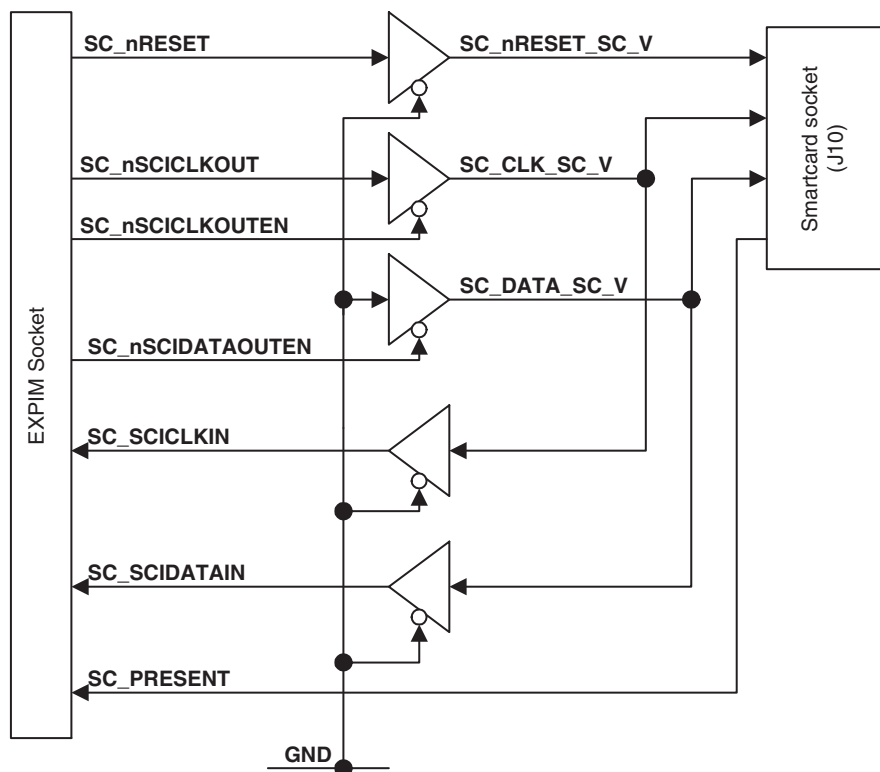 SC_nRESET
SC_nRESET_SC_V
SC_nSCICLKOUT
SC_CLK_SC_V
SC_nSCICLKOUTEN
SC_DATA_SC_V
SC_nSCIDATAOUTEN
SC_SCICLKIN
SC_SCIDATAIN
SC_PRESENT
GND
EXPIM Socket
Smartcard socket
(J10)